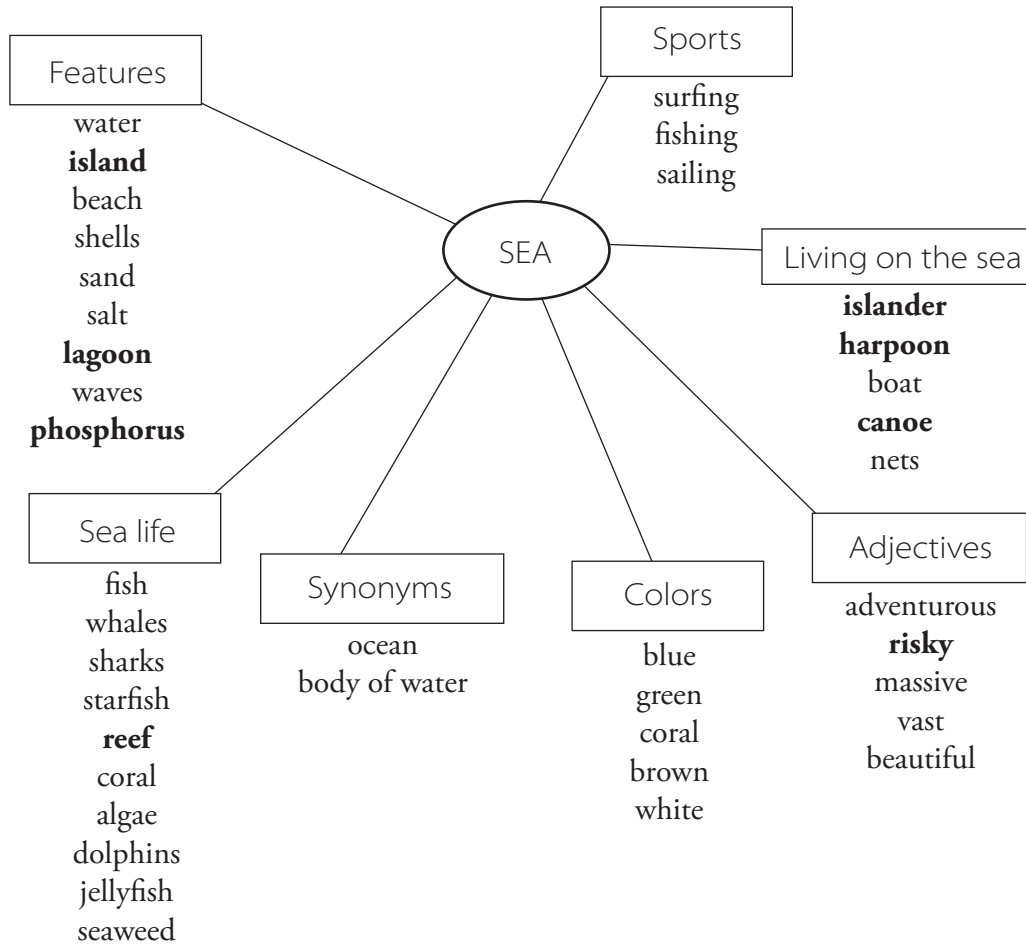 Features
water
island
beach
shells
sand
salt
lagoon
waves
phosphorus
Sports
surfing
fishing
sailing
SEA
Living on the sea
islander
harpoon
boat
canoe
nets
Sea life
fish
whales
sharks
starfish
reef
coral
algae
dolphins
jellyfish
seaweed
Synonyms
ocean
body of water
Colors
blue
green
coral
brown
white
Adjectives
adventurous
risky
massive
vast
beautiful